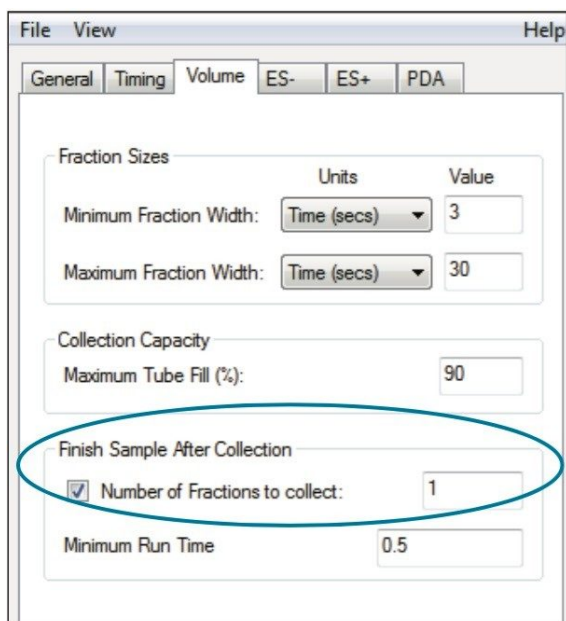 File View Help
General Timing Volume ES- ES+ PDA
Fraction Sizes
Units Value
Minimum Fraction Width: Time (secs) 3
Maximum Fraction Width: Time (secs) 30
Collection Capacity
Maximum Tube Fill (%): 90
Finish Sample After Collection
Number of Fractions to collect: 1
Minimum Run Time 0.5